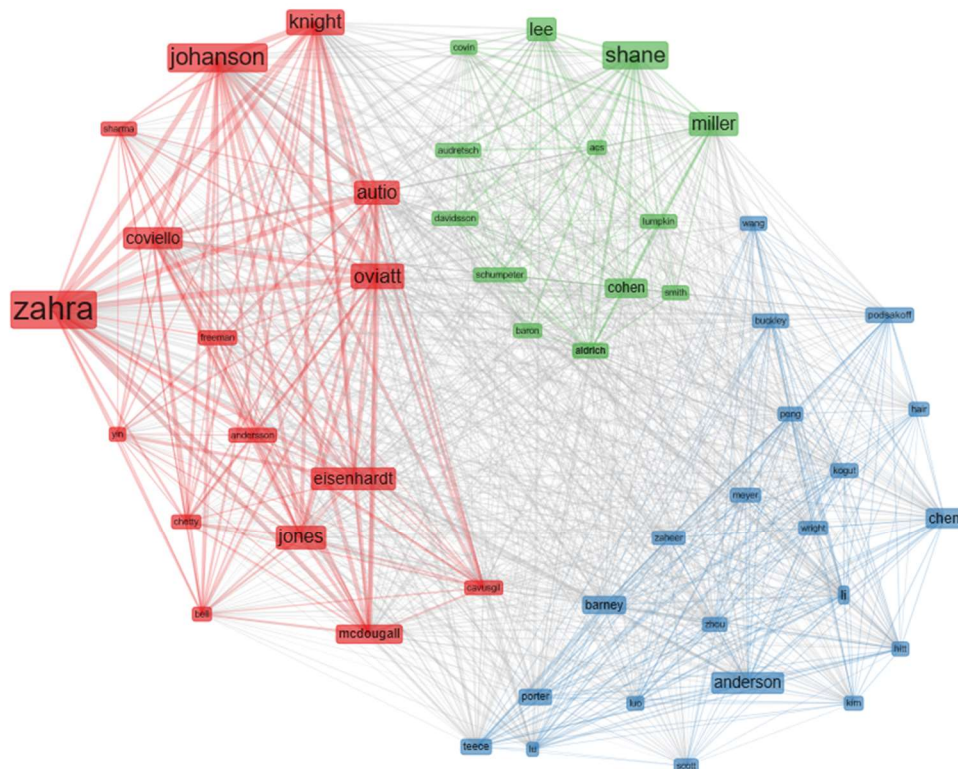 knight
lee
johanson
covin
shane
sharma
miller
audretsch
acs
autio
davidsson
lumpkin
wang
coviello
oviatt
schumpeter
cohen
smith
zahra
buckley
podsakoff
freeman
baron
aldrich
yin
andersson
peng
hair
eisenhardt
kogut
meyer
chetty
jones
zaheer
wright
chen
cavusgil
bell
barney
li
mcdougall
zhou
hitt
anderson
porter
luo
kim
teece
scott